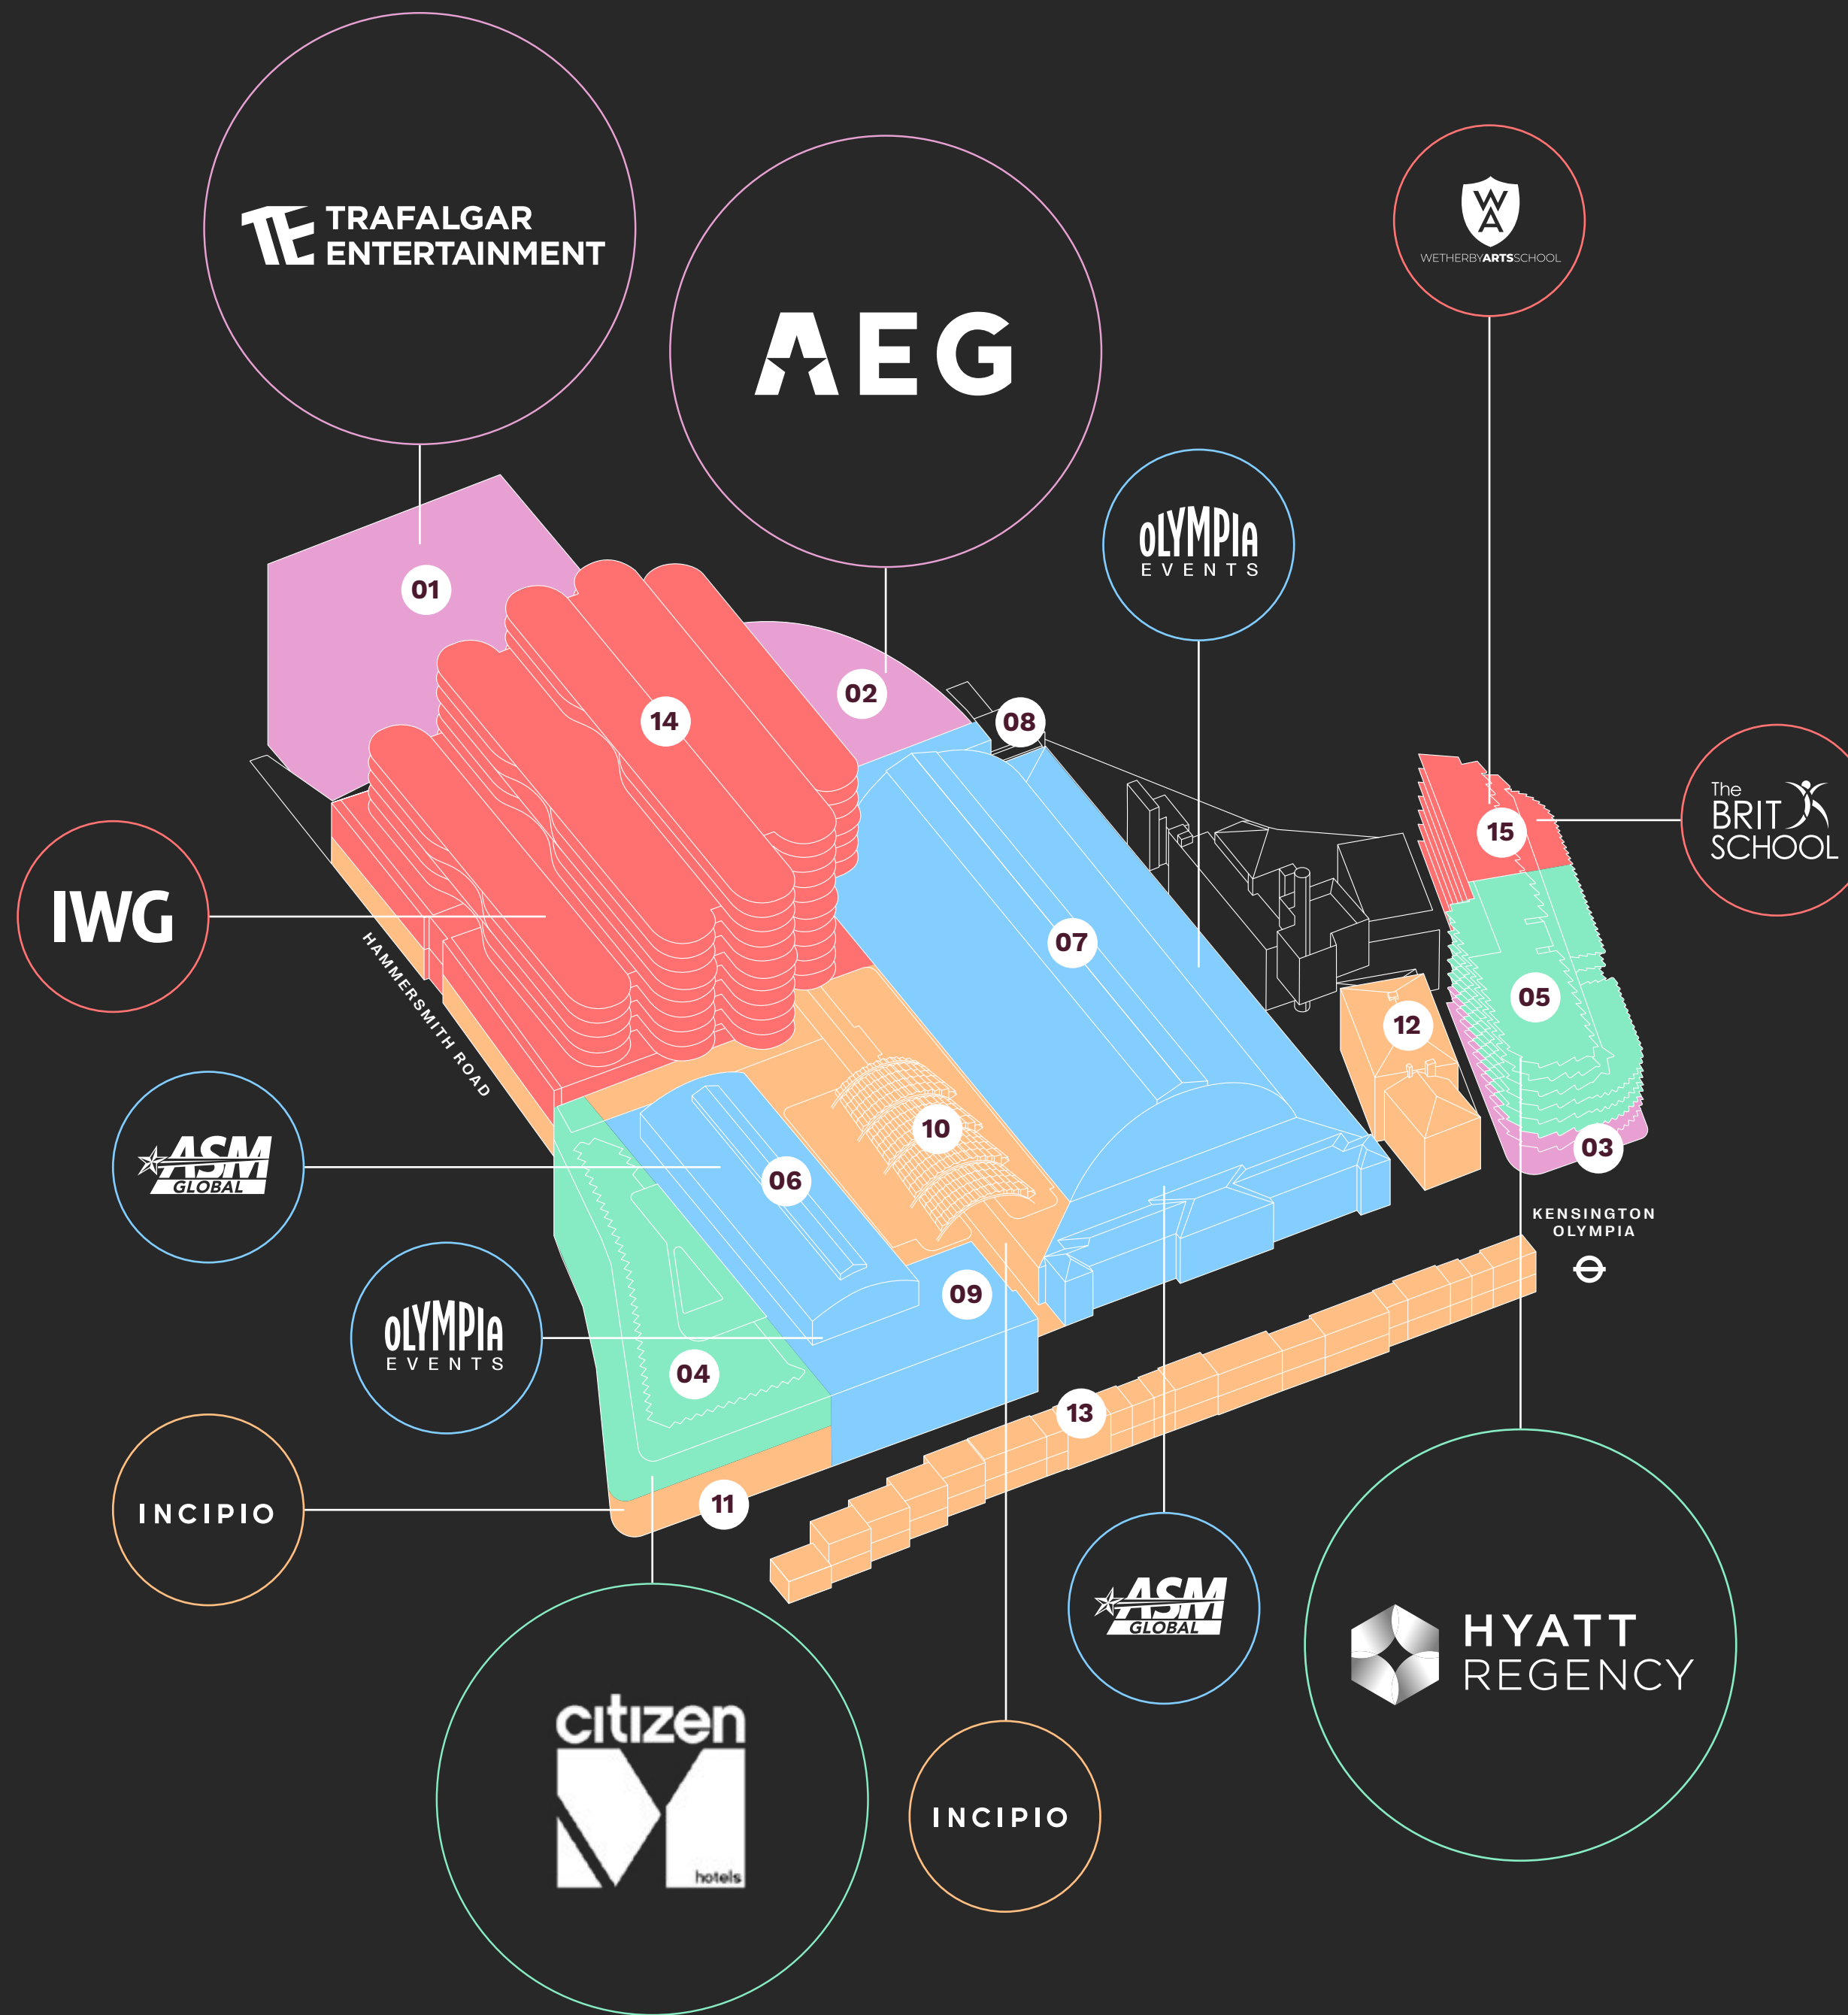 TRAFALGAR
ENTERTAINMENT
AEG
WA
WETHERBYARTSSCHOOL
OLYMPIA
EVENTS
01
02
08
14
15
The
BRIT
SCHOOL
IWG
07
05
12
HAMMERSMITH ROAD
10
03
ASM
GLOBAL
06
KENSINGTON
OLYMPIA
09
OLYMPIA
EVENTS
04
13
INCIPIO
11
ASM
GLOBAL
HYATT
REGENCY
citizen
M
hotels
INCIPIO